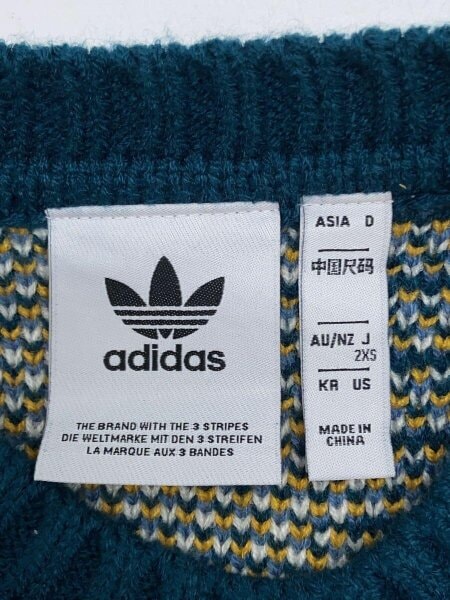 adidas
THE BRAND WITH THE 3 STRIPES
DIE WELTMARKE MIT DEN 3 STREIFEN
LA MARQUE AUX 3 BANDES
ASIA D
中国尺码
AU/NZ J
2XS
KR US
MADE IN
CHINA